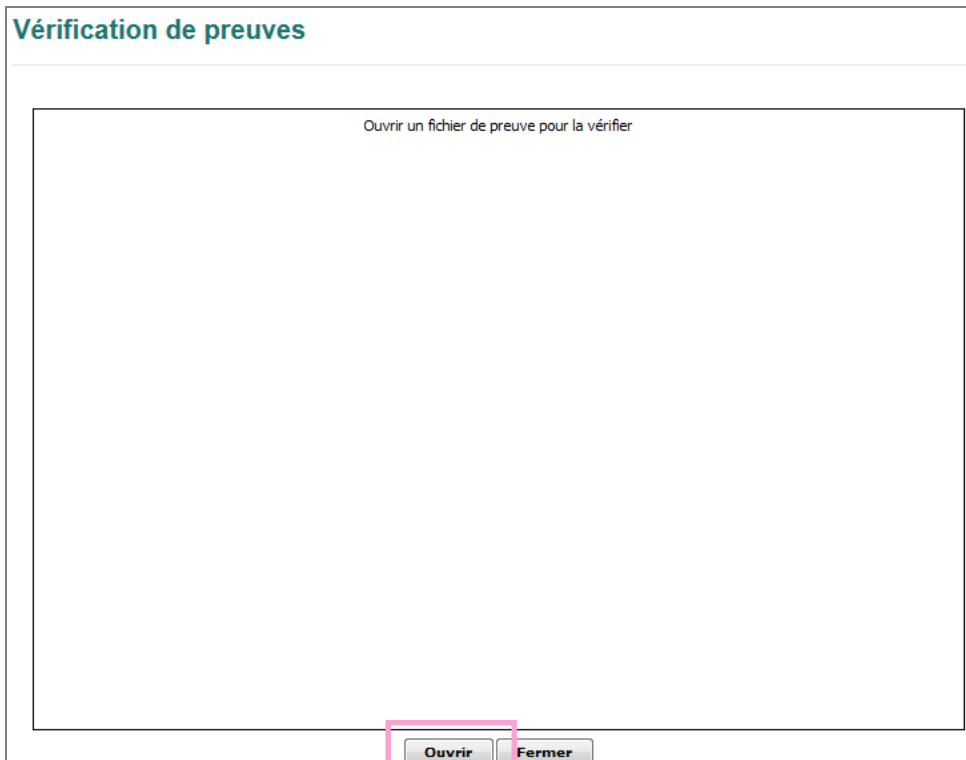 Vérification de preuves
Ouvrir un fichier de preuve pour la vérifier
Ouvrir Fermer